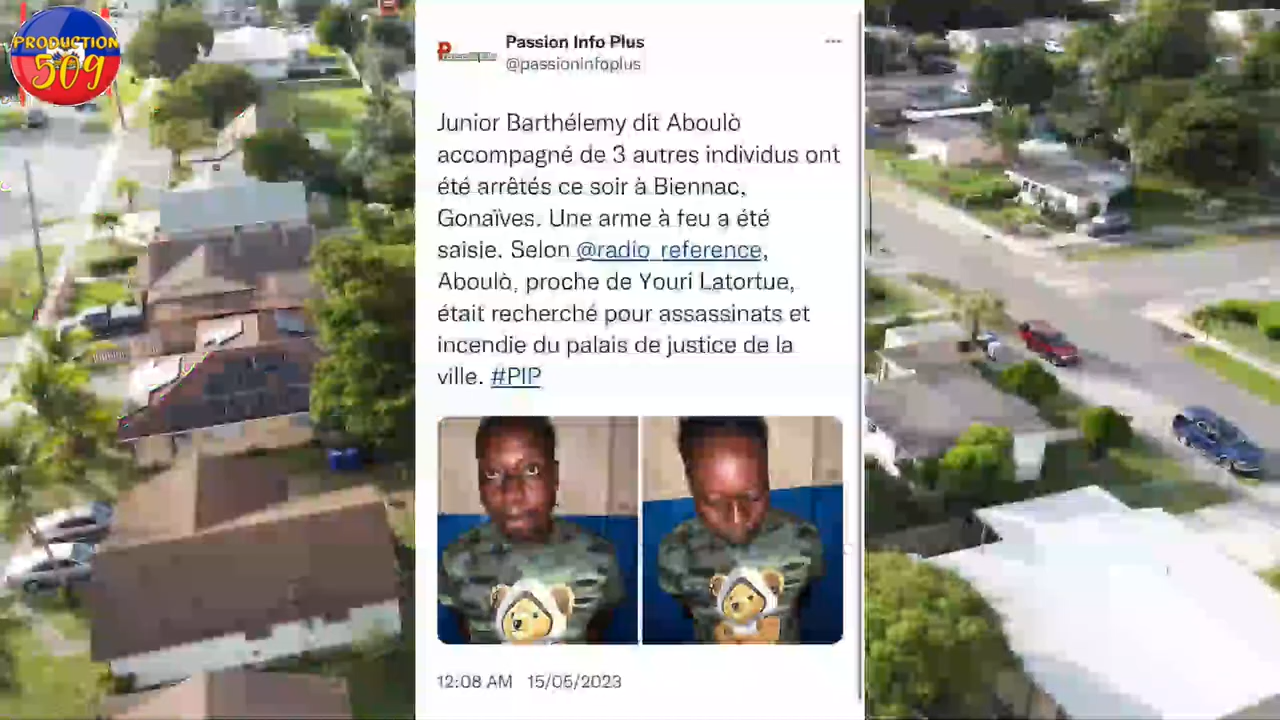 PRODUCTION
509
Passion Info Plus
@passioninfoplus
Junior Barthélemy dit Aboulò
accompagné de 3 autres individus ont
été arrêtés ce soir à Biennac,
Gonaïves. Une arme à feu a été
saisie. Selon @radio_reference,
Aboulò, proche de Youri Latortue,
était recherché pour assassinats et
incendie du palais de justice de la
ville. #PIP
12:08 AM 15/05/2023